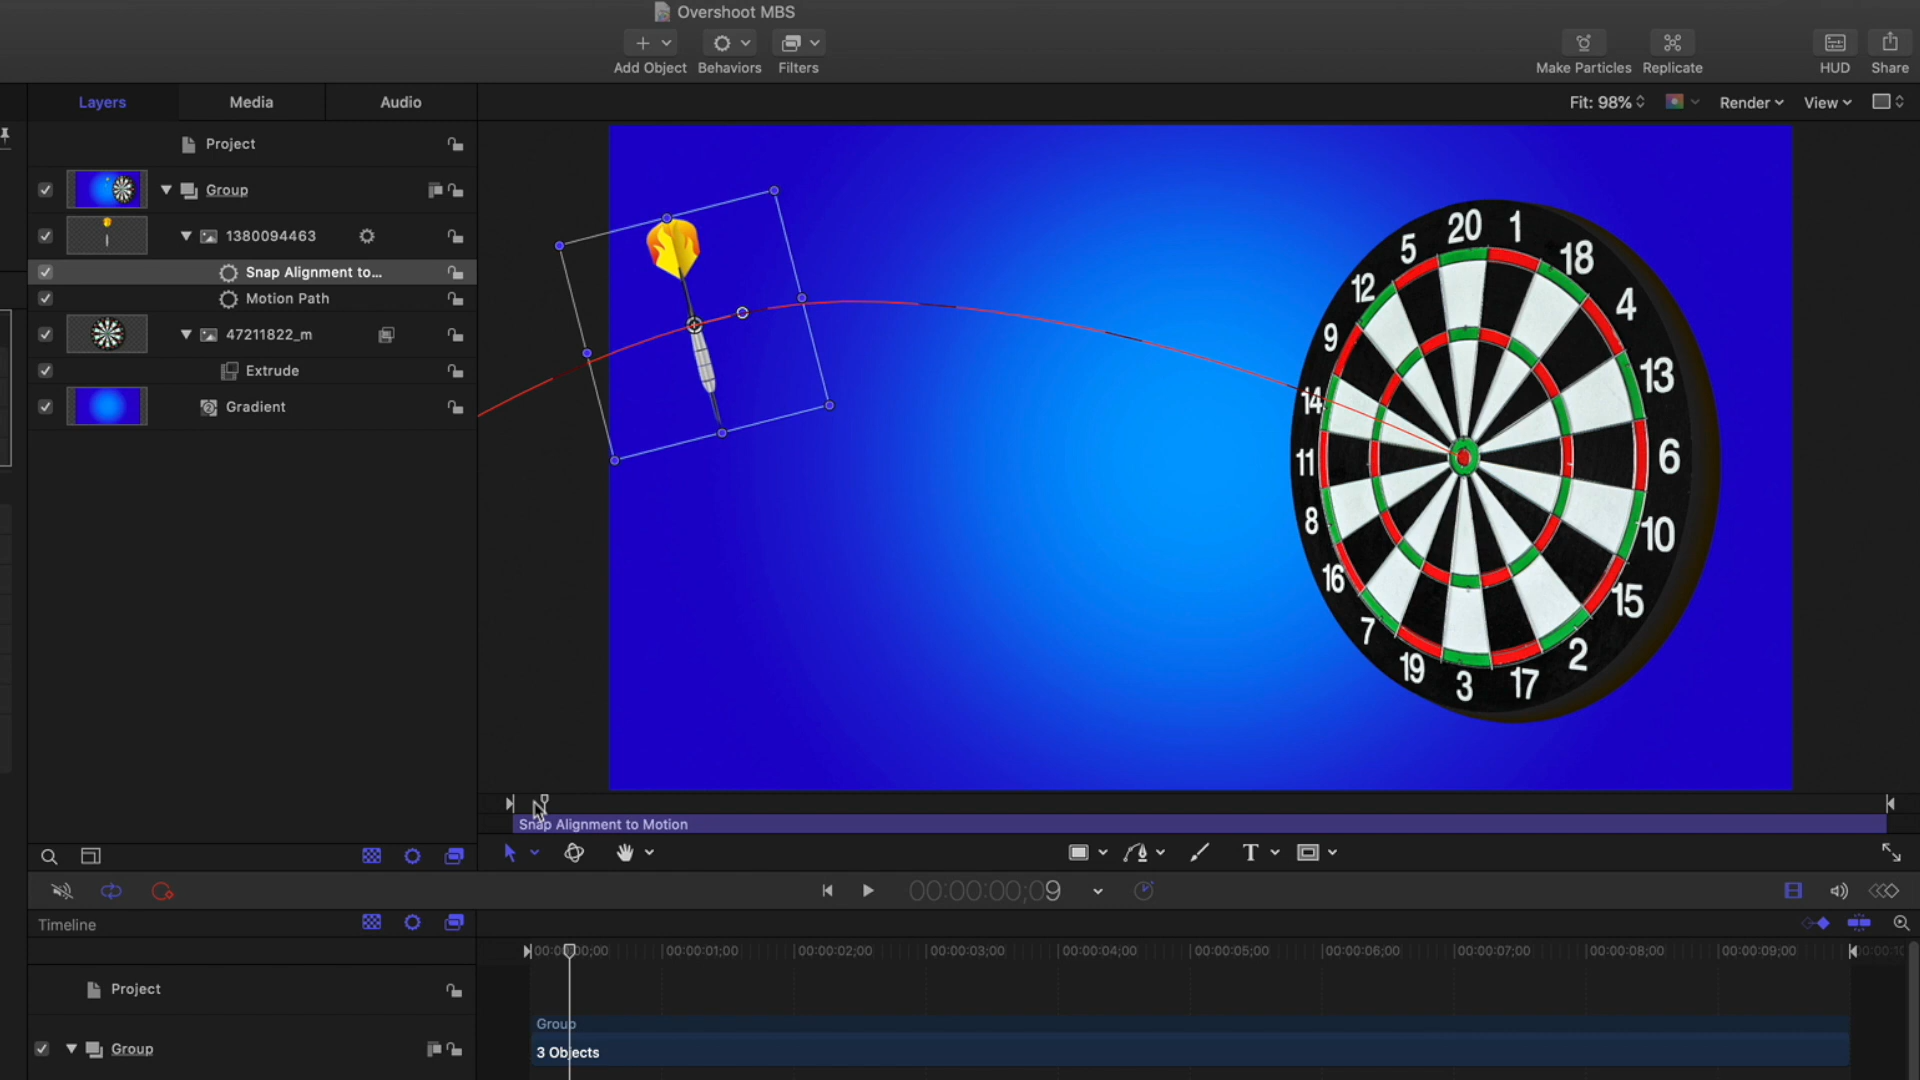 Overshoot MBS
Add Object
Behaviors
Filters
Make Particles
Replicate
HUD
Share
Layers
Media
Audio
Fit: 98%
Render
View
Project
Group
1380094463
Snap Alignment to...
Motion Path
47211822_m
Extrude
Gradient
20 1 18 4 13 6 10 15 2 17 3 19 7 16 8 11 14 9 12 5
Snap Alignment to Motion
T
00:00:00;09
Timeline
00:00:00;00
00:00:01;00
00:00:02;00
00:00:03;00
00:00:04;00
00:00:05;00
00:00:06;00
00:00:07;00
00:00:08;00
00:00:09;00
Project
Group
3 Objects
Group